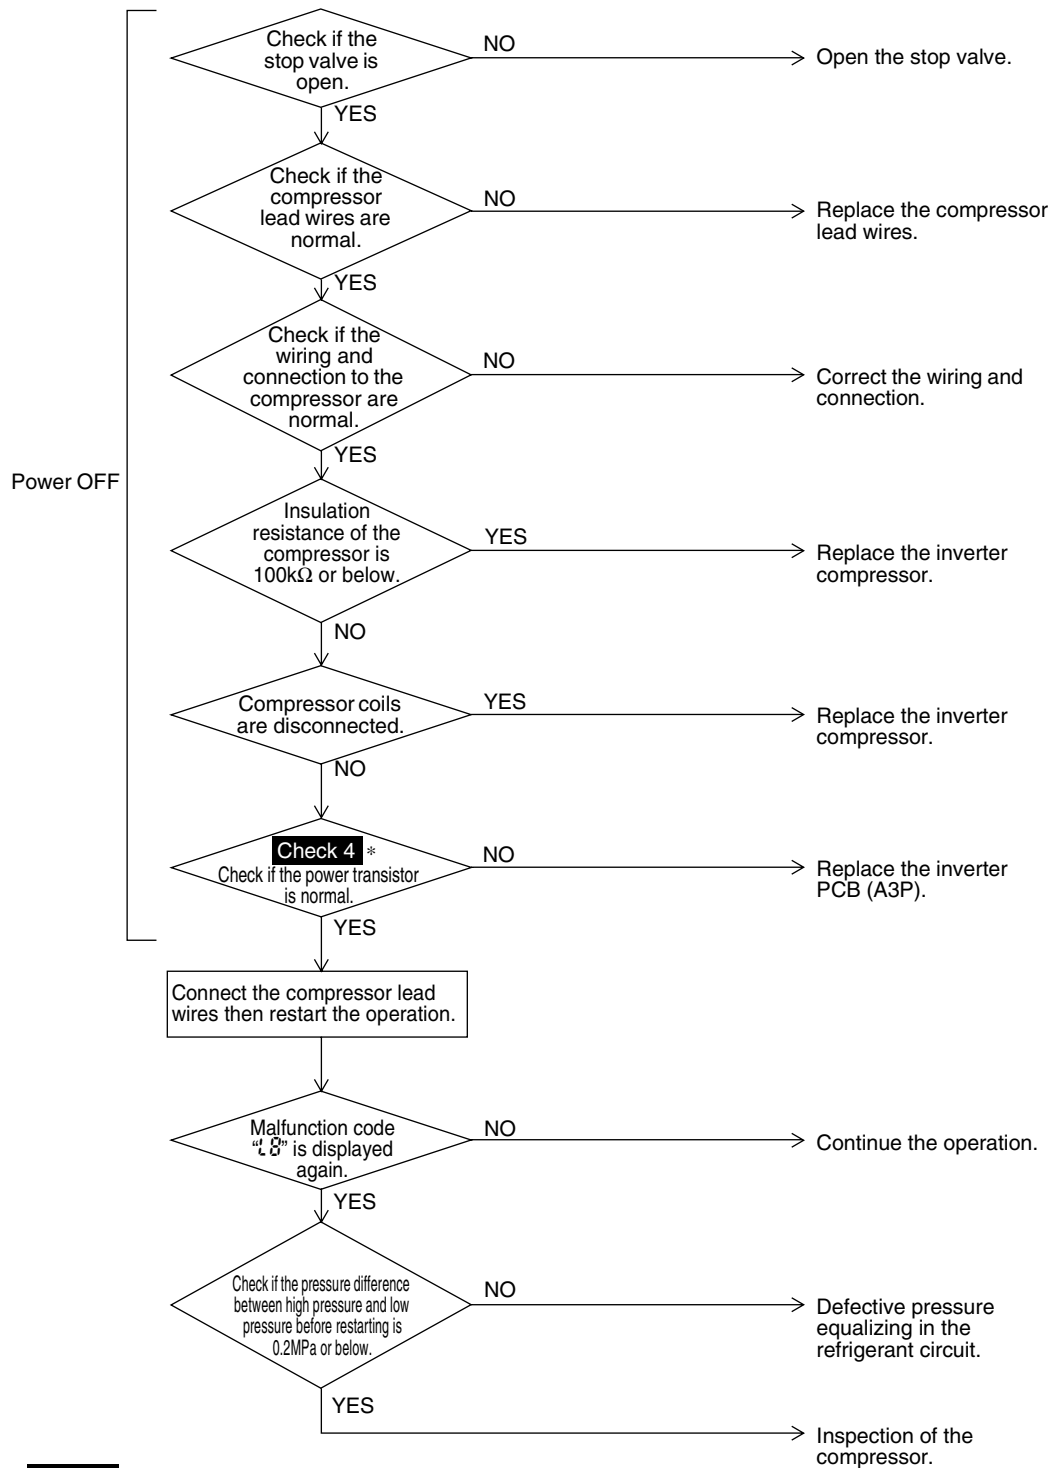 Check if the
stop valve is
open.
NO
Open the stop valve.
YES
Check if the
compressor
lead wires are
normal.
NO
Replace the compressor
lead wires.
YES
Check if the
wiring and
connection to the
compressor are
normal.
NO
Correct the wiring and
connection.
YES
Power OFF
Insulation
resistance of the
compressor is
100kΩ or below.
YES
Replace the inverter
compressor.
NO
Compressor coils
are disconnected.
YES
Replace the inverter
compressor.
NO
Check 4 *
Check if the power transistor
is normal.
NO
Replace the inverter
PCB (A3P).
YES
Connect the compressor lead
wires then restart the operation.
Malfunction code
“L8” is displayed
again.
NO
Continue the operation.
YES
Check if the pressure difference
between high pressure and low
pressure before restarting is
0.2MPa or below.
NO
Defective pressure
equalizing in the
refrigerant circuit.
YES
Inspection of the
compressor.